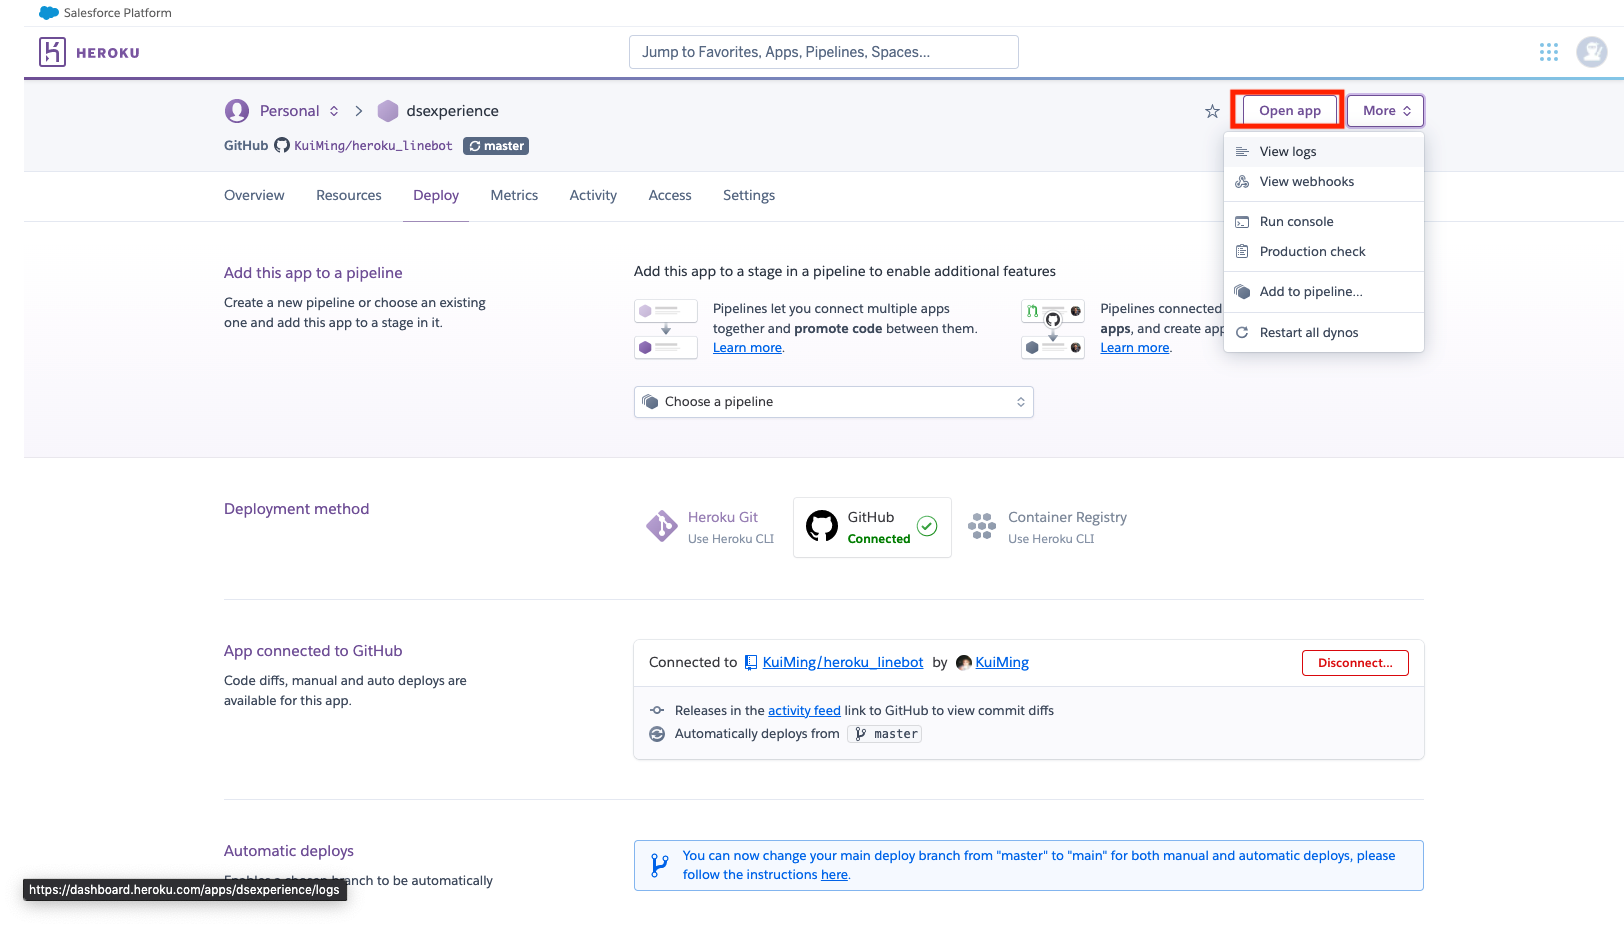 Salesforce Platform
HEROKU
Jump to Favorites, Apps, Pipelines, Spaces...
Personal
dsexperience
Open app
More
GitHub KuiMing/heroku_linebot master
View logs
View webhooks
Run console
Production check
Add to pipeline...
Restart all dynos
Overview Resources Deploy Metrics Activity Access Settings
Add this app to a pipeline
Create a new pipeline or choose an existing
one and add this app to a stage in it.
Add this app to a stage in a pipeline to enable additional features
Pipelines let you connect multiple apps
together and promote code between them.
Learn more.
Pipelines connected
apps, and create app
Learn more.
Choose a pipeline
Deployment method
Heroku Git
Use Heroku CLI
GitHub
Connected
Container Registry
Use Heroku CLI
App connected to GitHub
Code diffs, manual and auto deploys are
available for this app.
Connected to KuiMing/heroku_linebot by KuiMing
Disconnect...
Releases in the activity feed link to GitHub to view commit diffs
Automatically deploys from master
Automatic deploys
anch to be automatically
You can now change your main deploy branch from "master" to "main" for both manual and automatic deploys, please
follow the instructions here.
https://dashboard.heroku.com/apps/dsexperience/logs